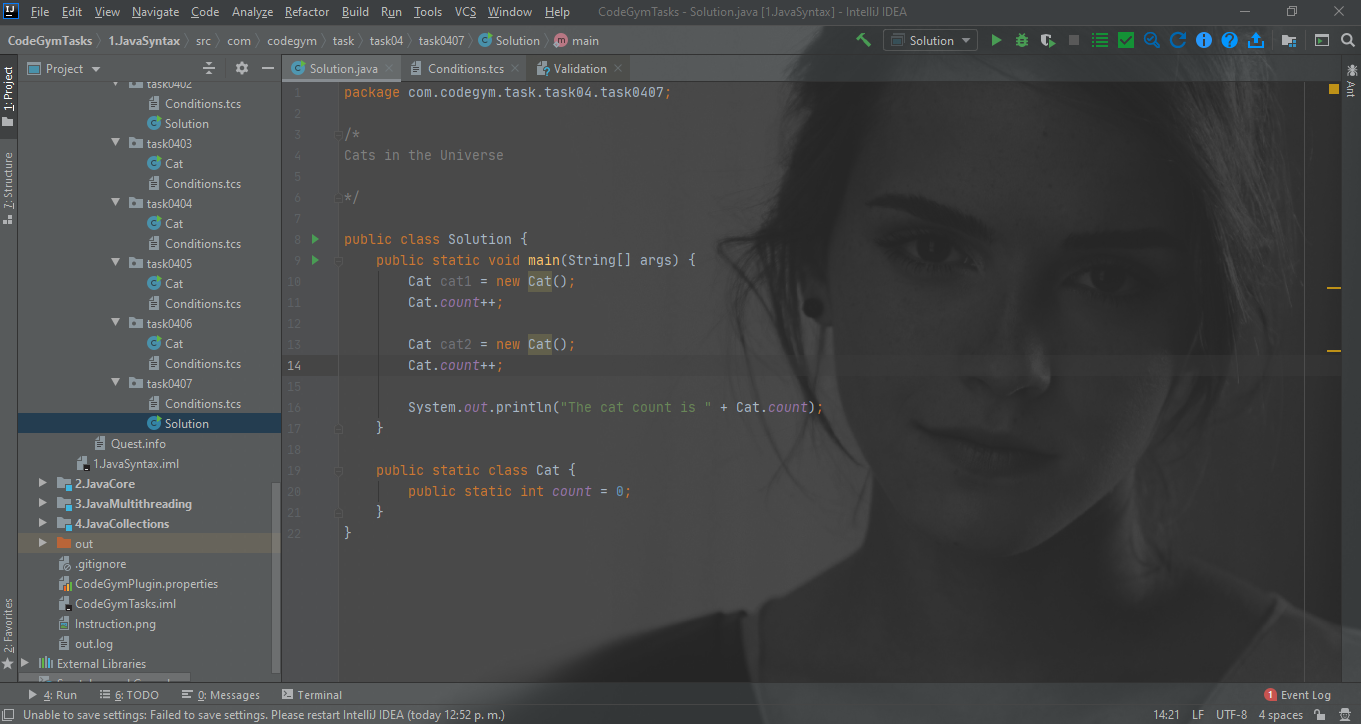 File Edit View Navigate Code Analyze Refactor Build Run Tools VCS Window Help CodeGymTasks - Solution.java [1.JavaSyntax] - IntelliJ IDEA
CodeGymTasks 1.JavaSyntax src com codegym task task04 task0407 Solution main Solution
1: Project
7: Structure
2: Favorites
Project
task0402
Conditions.tcs
Solution
task0403
Cat
Conditions.tcs
task0404
Cat
Conditions.tcs
task0405
Cat
Conditions.tcs
task0406
Cat
Conditions.tcs
task0407
Conditions.tcs
Solution
Quest.info
1.JavaSyntax.iml
2.JavaCore
3.JavaMultithreading
4.JavaCollections
out
.gitignore
CodeGymPlugin.properties
CodeGymTasks.iml
Instruction.png
out.log
External Libraries
Solution.java Conditions.tcs Validation
1 package com.codegym.task.task04.task0407;
2
3 /*
4 Cats in the Universe
5
6 */
7
8 public class Solution {
9 public static void main(String[] args) {
10 Cat cat1 = new Cat();
11 Cat.count++;
12
13 Cat cat2 = new Cat();
14 Cat.count++;
15
16 System.out.println("The cat count is " + Cat.count);
17 }
18
19 public static class Cat {
20 public static int count = 0;
21 }
22 }
Ant
4: Run 6: TODO 0: Messages Terminal 1 Event Log
Unable to save settings: Failed to save settings. Please restart IntelliJ IDEA (today 12:52 p. m.) 14:21 LF UTF-8 4 spaces